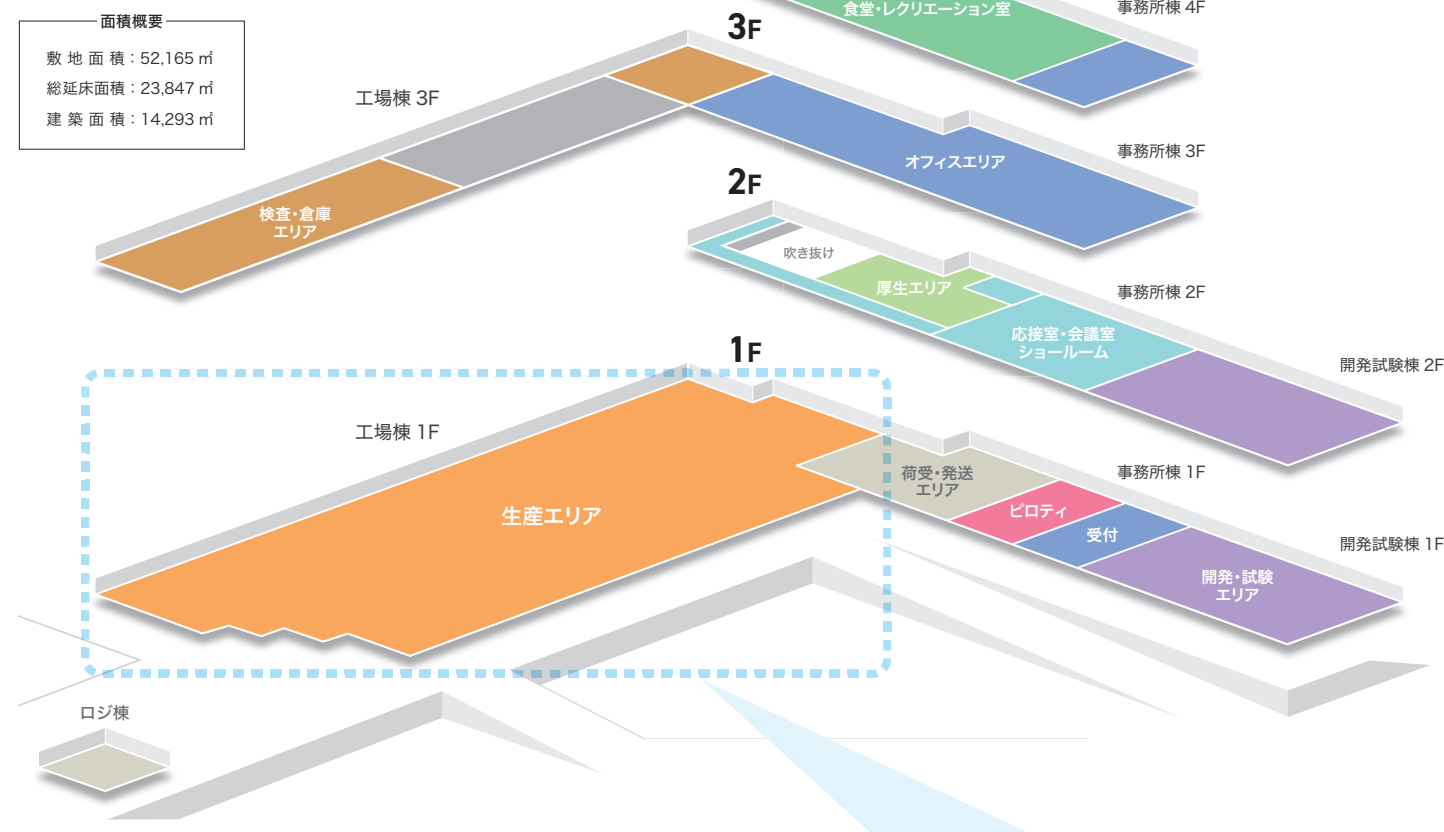 面積概要
敷地面積：52,165㎡
総延床面積：23,847㎡
建築面積：14,293㎡
食堂・レクリエーション室
事務所棟 4F
3F
工場棟 3F
検査・倉庫
エリア
オフィスエリア
事務所棟 3F
2F
吹き抜け
厚生エリア
応接室・会議室
ショールーム
事務所棟 2F
開発試験棟 2F
1F
工場棟 1F
生産エリア
荷受・発送
エリア
ピロティ
受付
開発・試験
エリア
事務所棟 1F
開発試験棟 1F
ロジ棟